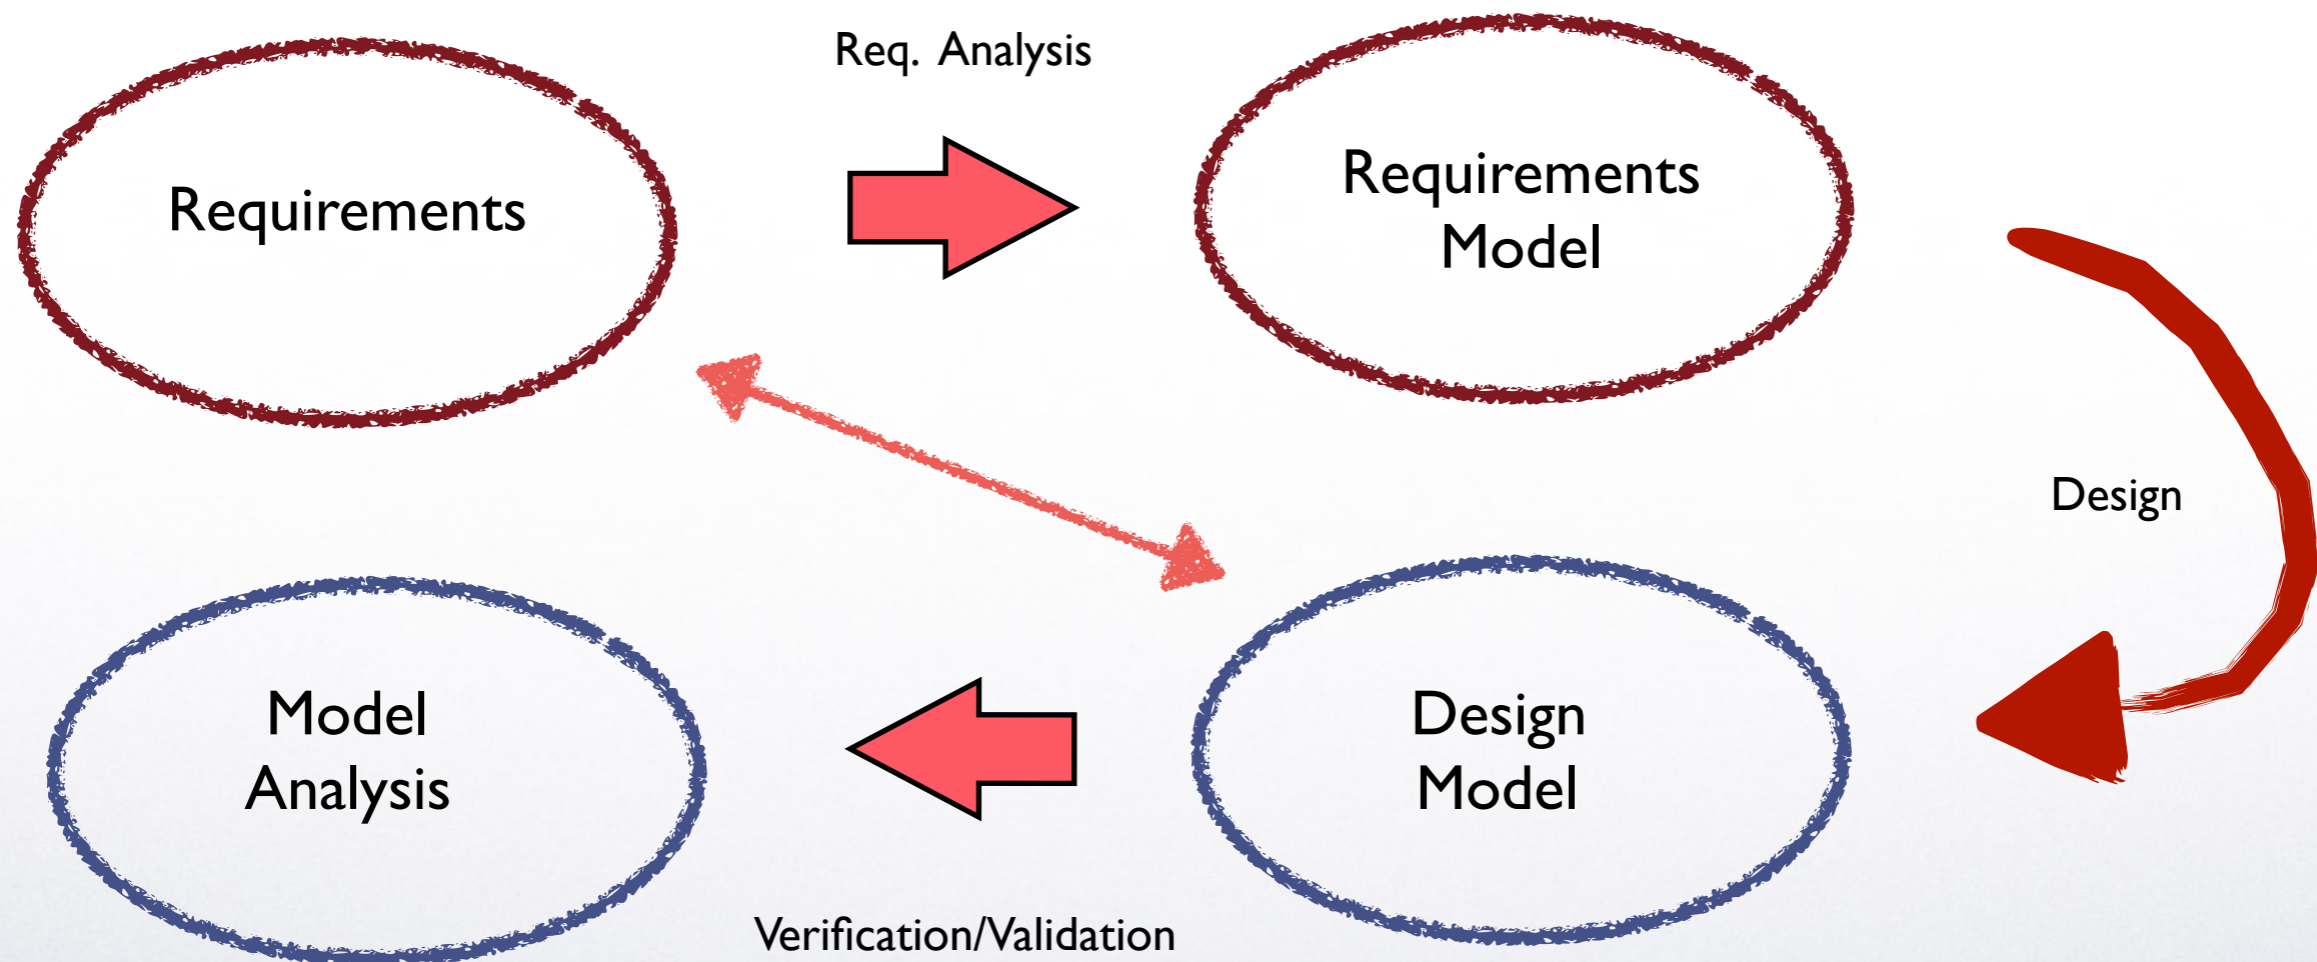 Req. Analysis
Requirements
Requirements
Model
Design
Model
Analysis
Design
Model
Verification/Validation